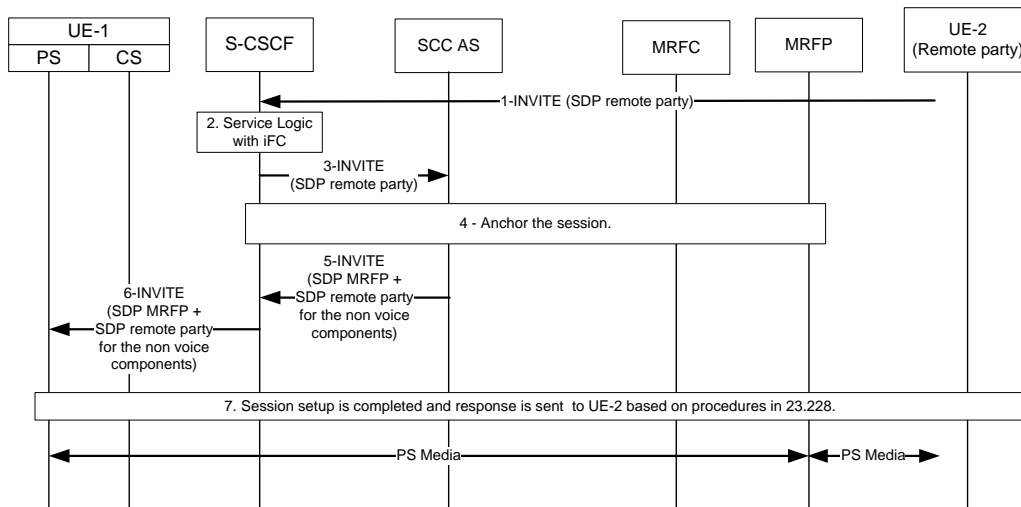 UE-1
PS
CS
S-CSCF
SCC AS
MRFC
MRFP
UE-2
(Remote party)
1-INVITE (SDP remote party)
2. Service Logic
with iFC
3-INVITE
(SDP remote party)
4 - Anchor the session.
5-INVITE
(SDP MRFP +
SDP remote party
for the non voice
components)
6-INVITE
(SDP MRFP +
SDP remote party
for the non voice
components)
7. Session setup is completed and response is sent to UE-2 based on procedures in 23.228.
PS Media
PS Media